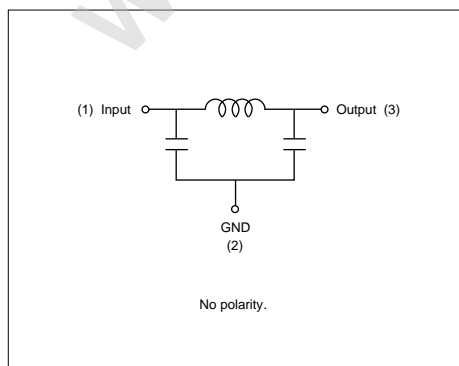 (1) Input
Output (3)
GND
(2)
No polarity.